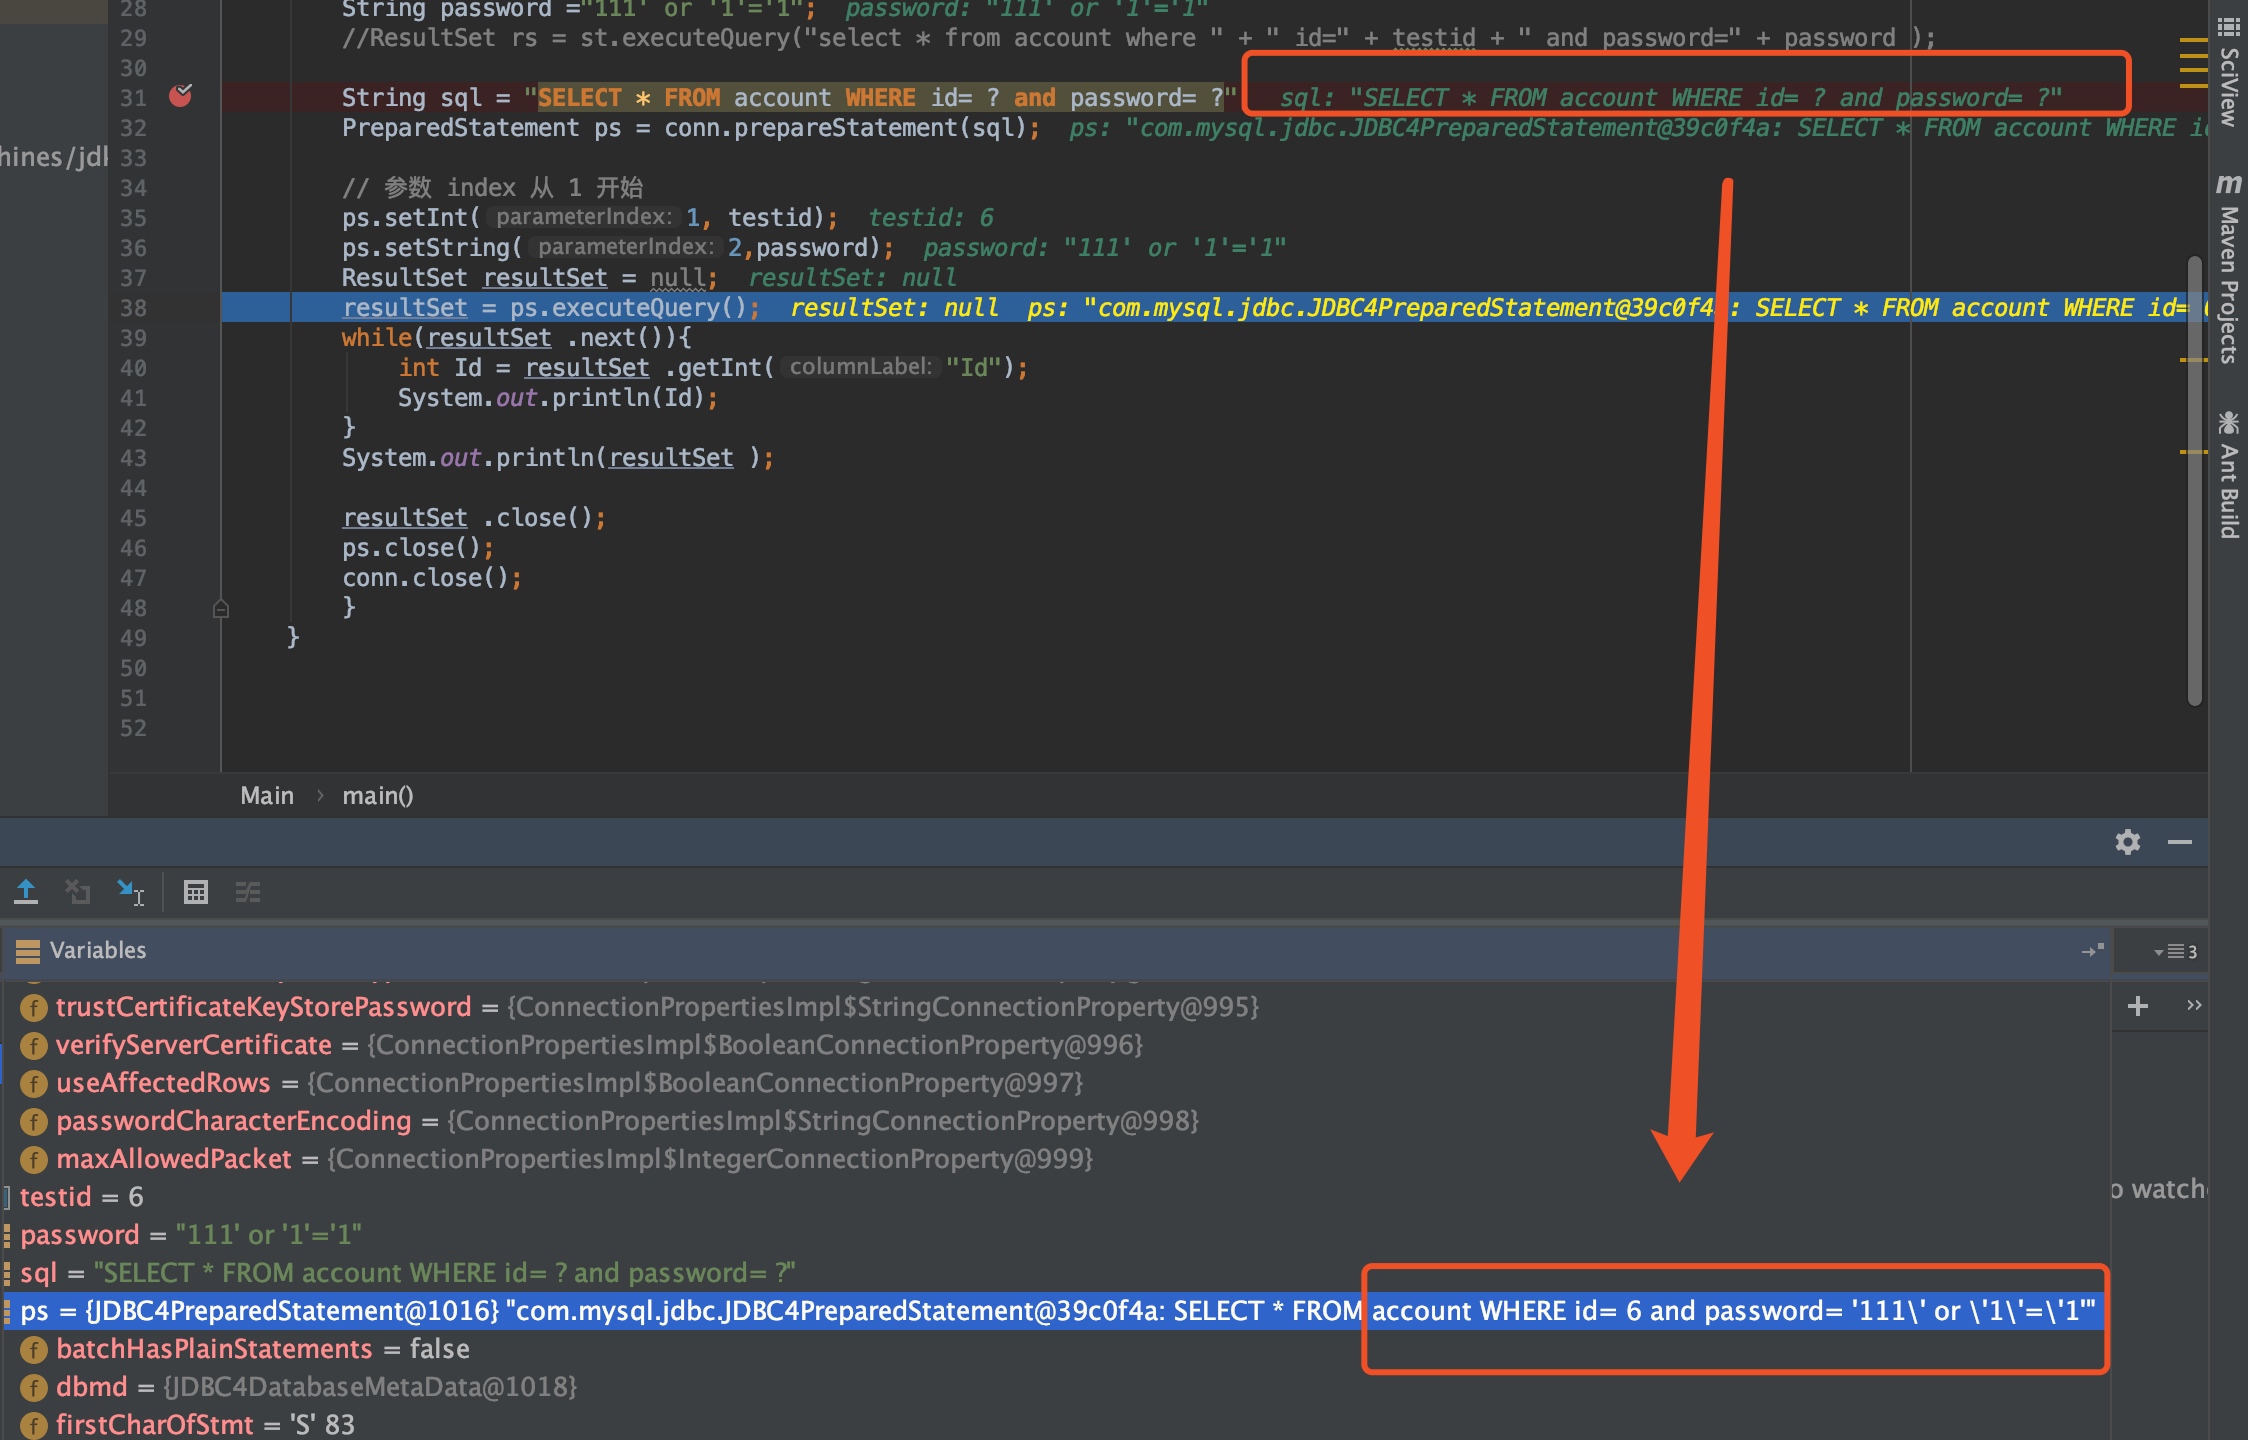 28 String password ="111' or '1'='1"; password: "111' or '1'='1"
29 //ResultSet rs = st.executeQuery("select * from account where " + " id=" + testid + " and password=" + password );
30
31 String sql = "SELECT * FROM account WHERE id= ? and password= ?" sql: "SELECT * FROM account WHERE id= ? and password= ?"
32 PreparedStatement ps = conn.prepareStatement(sql); ps: "com.mysql.jdbc.JDBC4PreparedStatement@39c0f4a: SELECT * FROM account WHERE
hines/jd
33
34 // 参数 index 从 1 开始
35 ps.setInt( parameterIndex: 1, testid); testid: 6
36 ps.setString( parameterIndex: 2,password); password: "111' or '1'='1"
37 ResultSet resultSet = null; resultSet: null
38 resultSet = ps.executeQuery(); resultSet: null ps: "com.mysql.jdbc.JDBC4PreparedStatement@39c0f4 : SELECT * FROM account WHERE id=
39 while(resultSet .next()){
40 int Id = resultSet .getInt( columnLabel: "Id");
41 System.out.println(Id);
42 }
43 System.out.println(resultSet );
44
45 resultSet .close();
46 ps.close();
47 conn.close();
48 }
49 }
50
51
52
SciView
m Maven Projects
Ant Build
Main › main()
Variables
3
f trustCertificateKeyStorePassword = {ConnectionPropertiesImpl$StringConnectionProperty@995}
f verifyServerCertificate = {ConnectionPropertiesImpl$BooleanConnectionProperty@996}
f useAffectedRows = {ConnectionPropertiesImpl$BooleanConnectionProperty@997}
f passwordCharacterEncoding = {ConnectionPropertiesImpl$StringConnectionProperty@998}
f maxAllowedPacket = {ConnectionPropertiesImpl$IntegerConnectionProperty@999}
testid = 6
o watch
password = "111' or '1'='1"
sql = "SELECT * FROM account WHERE id= ? and password= ?"
ps = {JDBC4PreparedStatement@1016} "com.mysql.jdbc.JDBC4PreparedStatement@39c0f4a: SELECT * FROM account WHERE id= 6 and password= '111\' or \'1\'=\'1'"
f batchHasPlainStatements = false
f dbmd = {JDBC4DatabaseMetaData@1018}
f firstCharOfStmt = 'S' 83